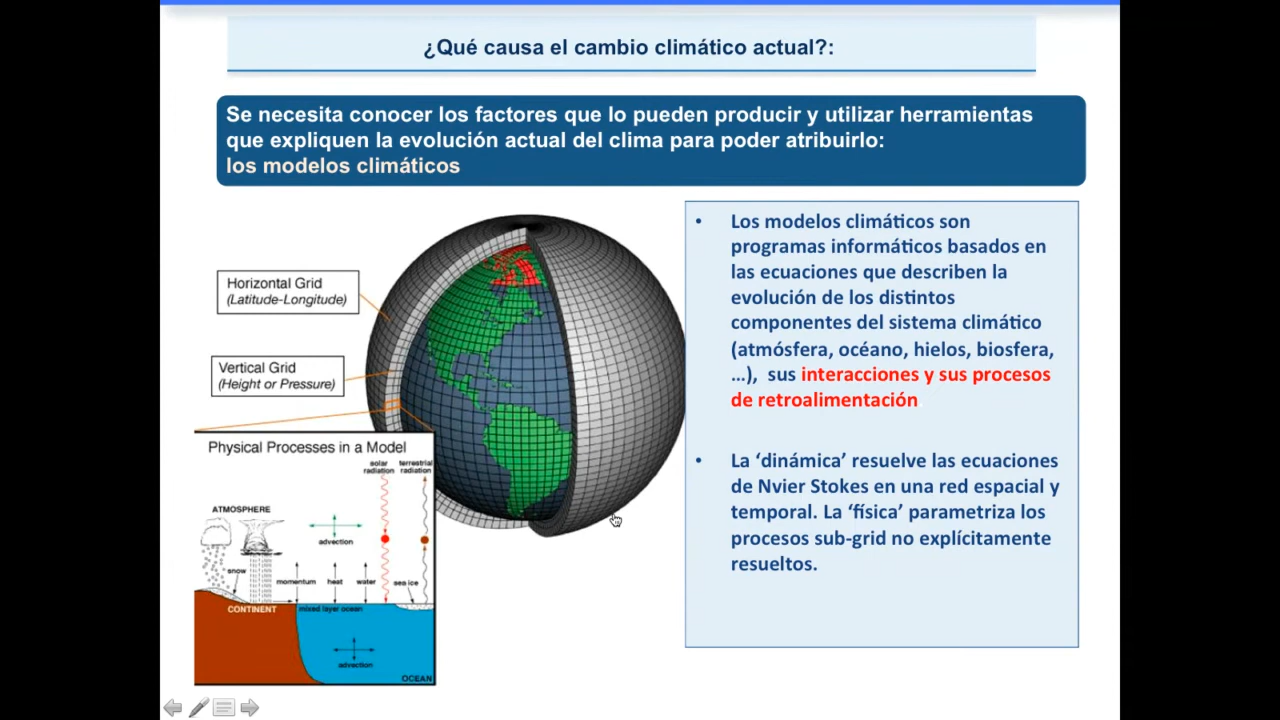 ¿Qué causa el cambio climático actual?:
Se necesita conocer los factores que lo pueden producir y utilizar herramientas
que expliquen la evolución actual del clima para poder atribuirlo:
los modelos climáticos
Horizontal Grid
(Latitude-Longitude)
Vertical Grid
(Height or Pressure)
Physical Processes in a Model
solar
radiation
terrestrial
radiation
ATMOSPHERE
advection
snow
momentum heat water sea ice
CONTINENT
mixed layer ocean
advection
OCEAN
• Los modelos climáticos son
programas informáticos basados en
las ecuaciones que describen la
evolución de los distintos
componentes del sistema climático
(atmósfera, océano, hielos, biosfera,
…), sus interacciones y sus procesos
de retroalimentación
• La ‘dinámica’ resuelve las ecuaciones
de Nvier Stokes en una red espacial y
temporal. La ‘física’ parametriza los
procesos sub-grid no explícitamente
resueltos.